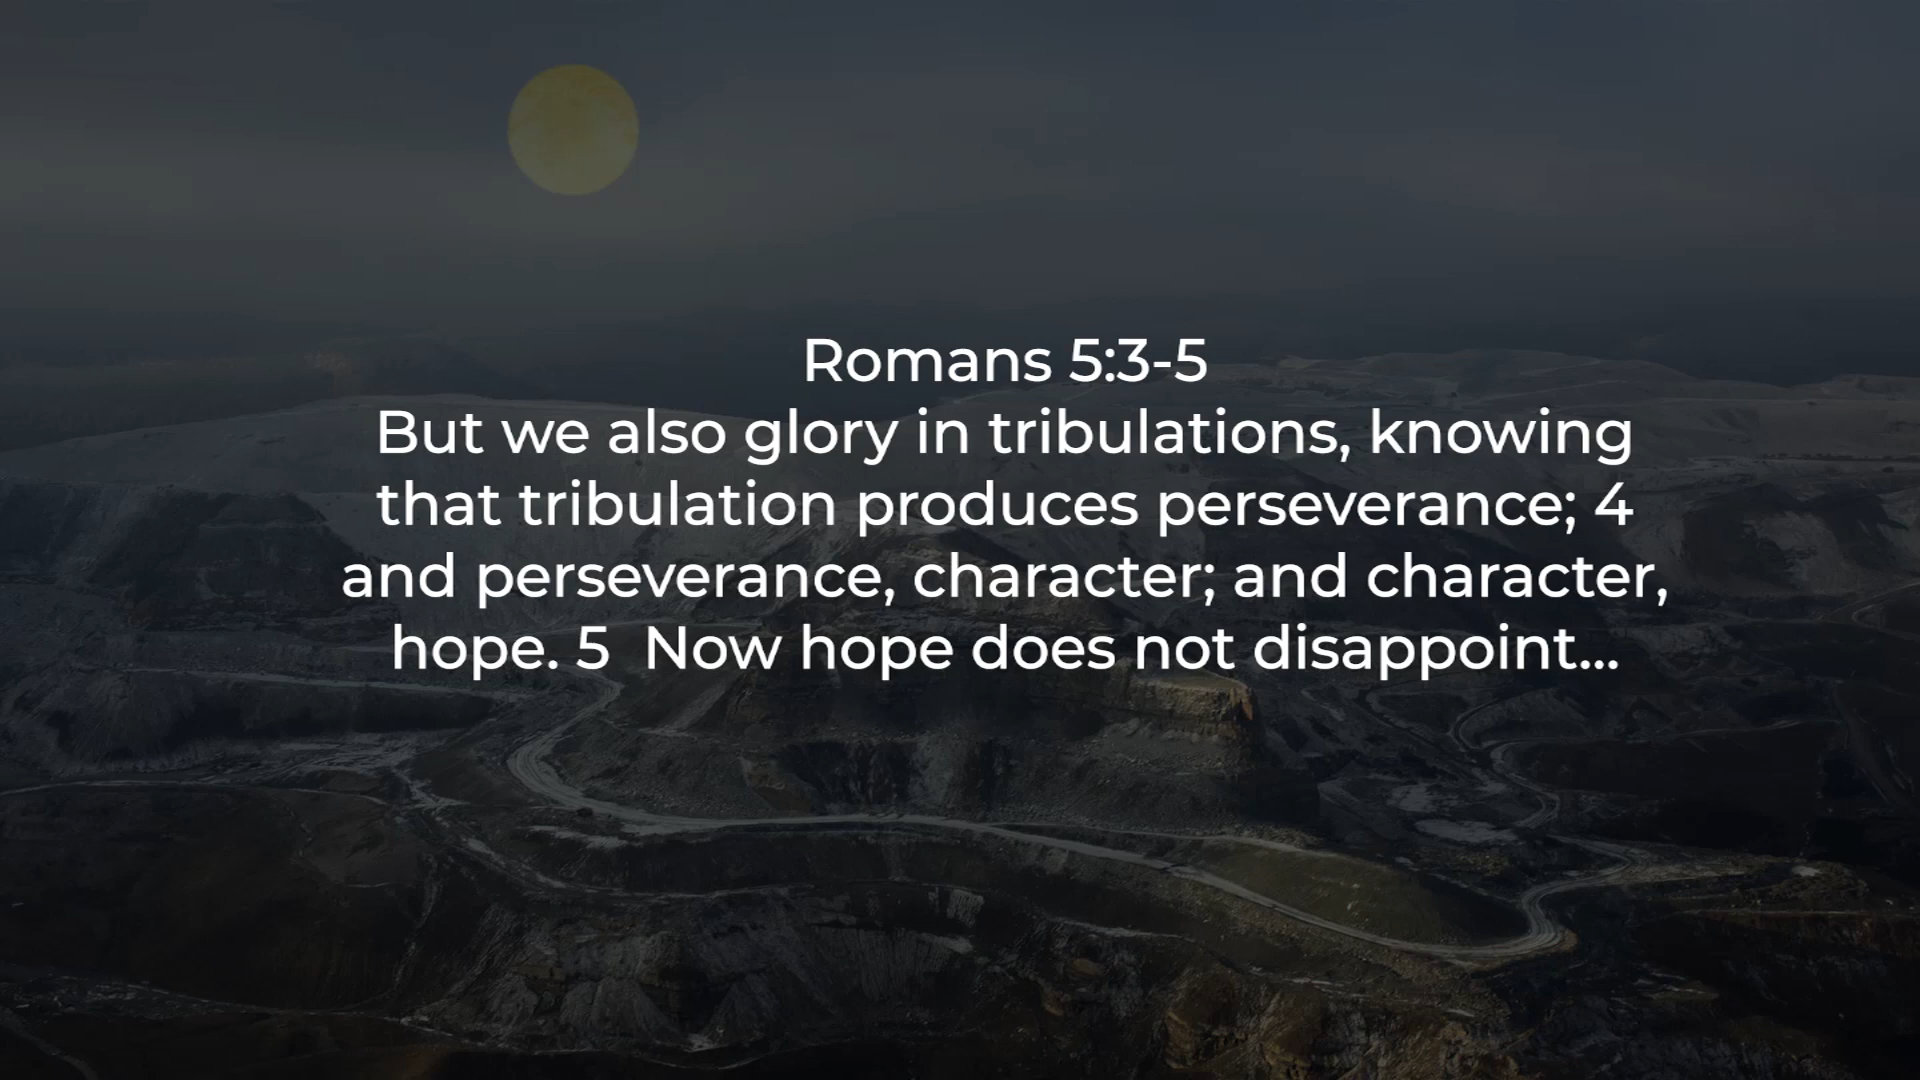 Romans 5:3-5
But we also glory in tribulations, knowing
that tribulation produces perseverance; 4
and perseverance, character; and character,
hope. 5  Now hope does not disappoint...